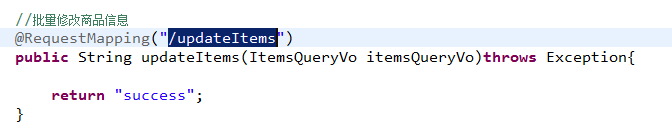 //批量修改商品信息
@RequestMapping("/updateItems")
public String updateItems(ItemsQueryVo itemsQueryVo)throws Exception{
return "success";
}